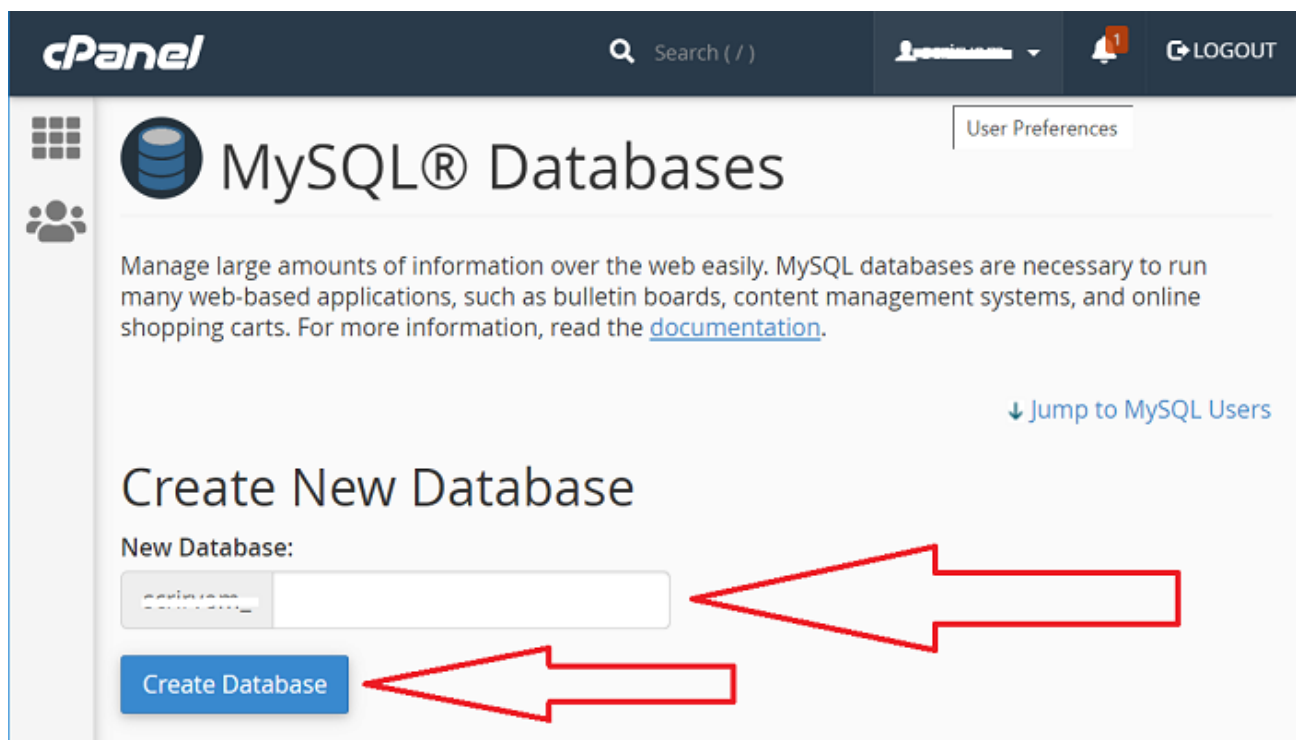 cPanel
Search ( / )
1
LOGOUT
User Preferences
MySQL® Databases
Manage large amounts of information over the web easily. MySQL databases are necessary to run
many web-based applications, such as bulletin boards, content management systems, and online
shopping carts. For more information, read the documentation.
Jump to MySQL Users
Create New Database
New Database:
Create Database